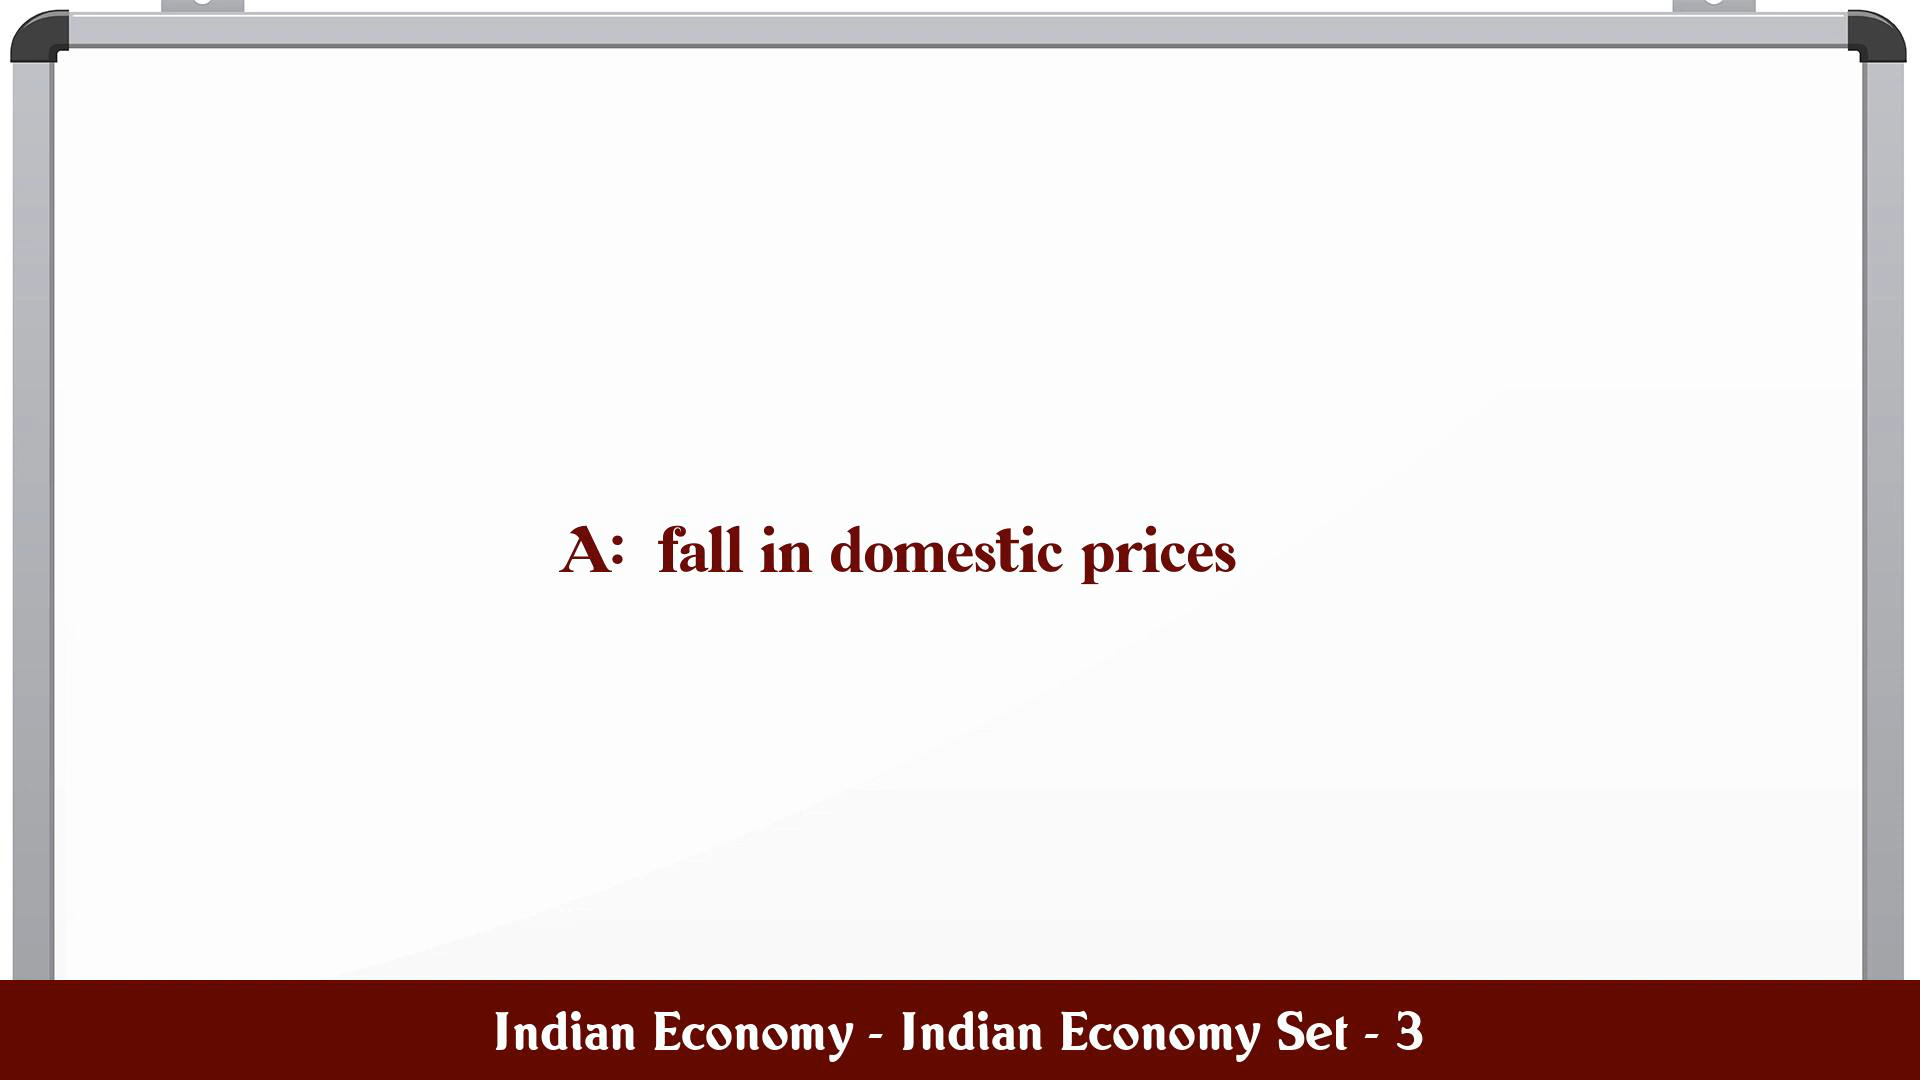 A: fall in domestic prices
Indian Economy - Indian Economy Set - 3